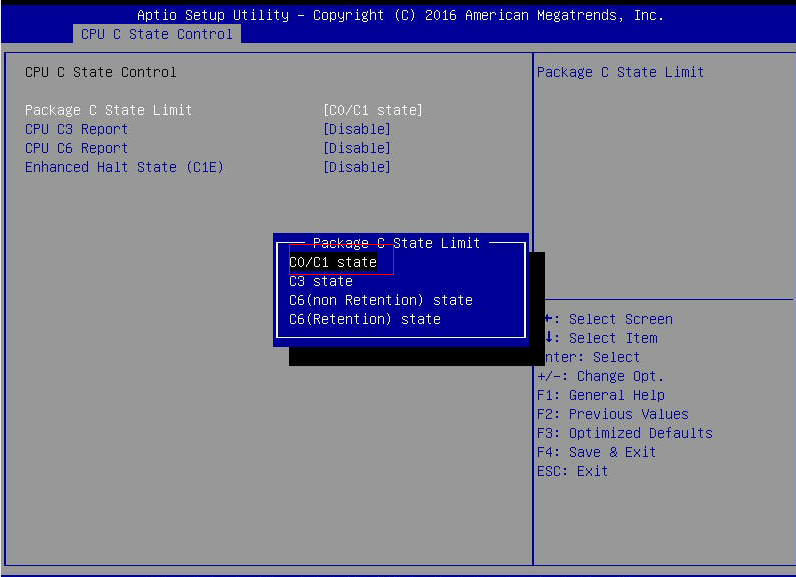 Aptio Setup Utility – Copyright (C) 2016 American Megatrends, Inc.
CPU C State Control
CPU C State Control
Package C State Limit [C0/C1 state]
CPU C3 Report [Disable]
CPU C6 Report [Disable]
Enhanced Halt State (C1E) [Disable]
Package C State Limit
C0/C1 state
C3 state
C6(non Retention) state
C6(Retention) state
Package C State Limit
←: Select Screen
↓: Select Item
nter: Select
+/-: Change Opt.
F1: General Help
F2: Previous Values
F3: Optimized Defaults
F4: Save & Exit
ESC: Exit